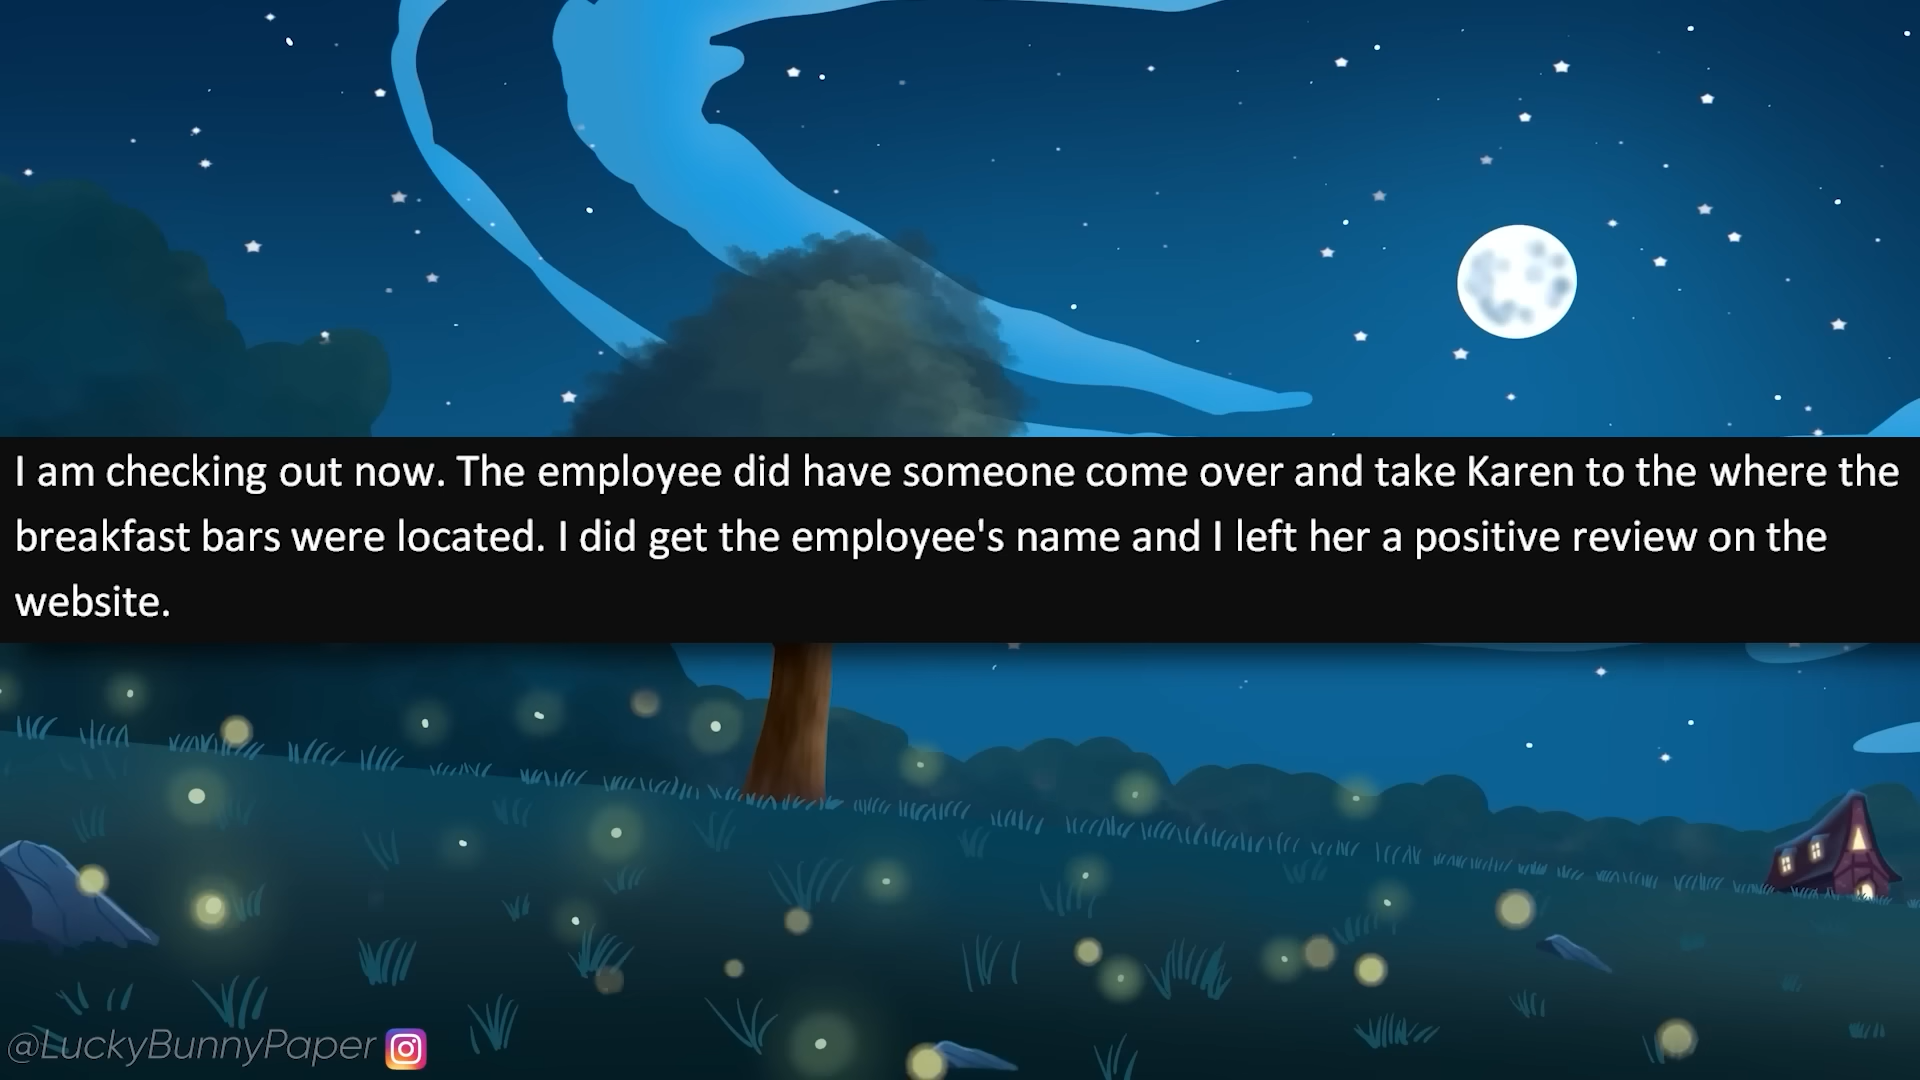 I am checking out now. The employee did have someone come over and take Karen to the where the
breakfast bars were located. I did get the employee's name and I left her a positive review on the
website.
@LuckyBunnyPaper